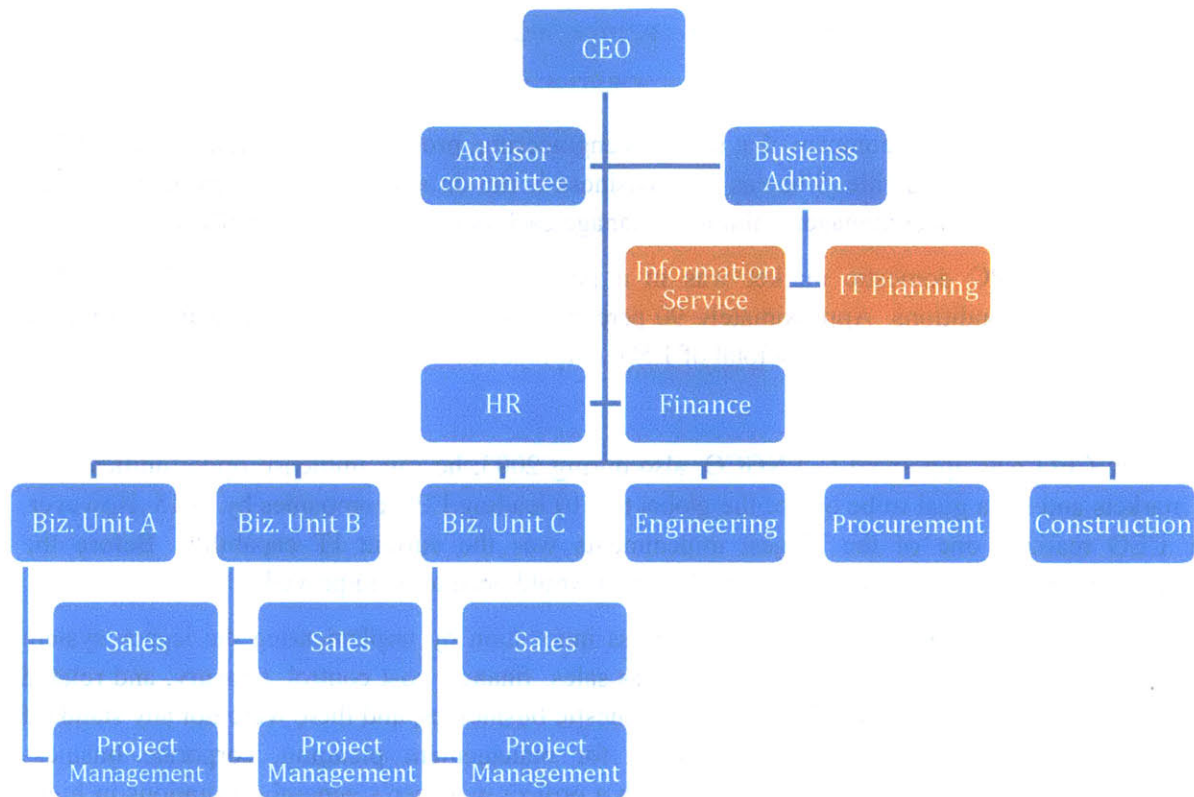 CEO
Advisor
committee
Busienss
Admin.
Information
Service
IT Planning
HR
Finance
Biz. Unit A
Biz. Unit B
Biz. Unit C
Engineering
Procurement
Construction
Sales
Sales
Sales
Project
Management
Project
Management
Project
Management